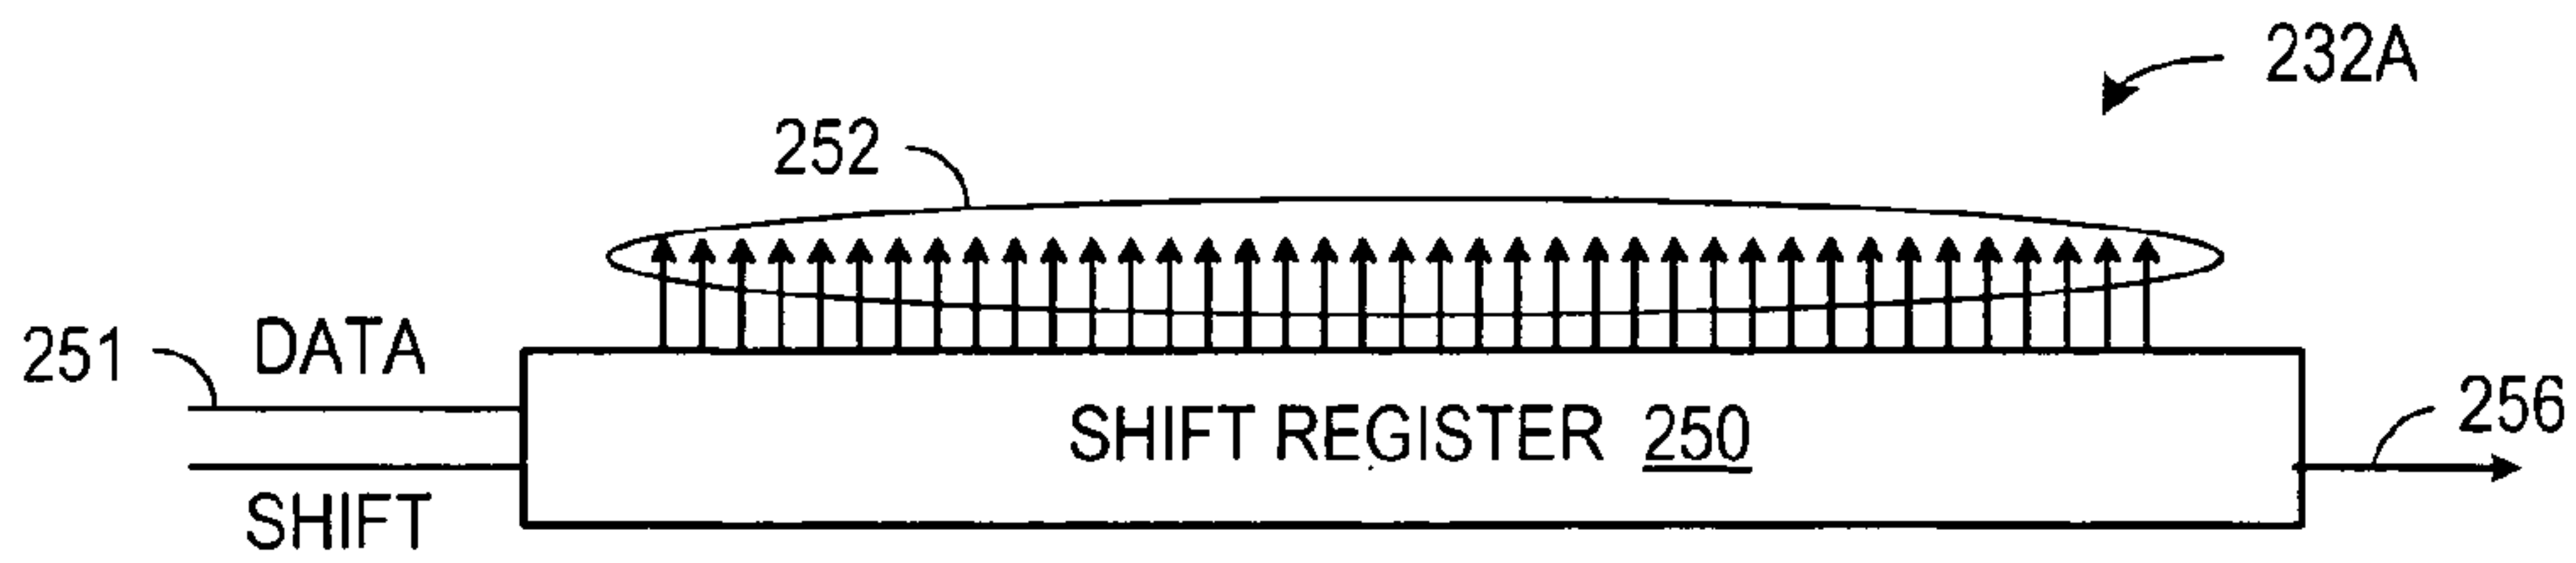 232A
252
251
DATA
SHIFT REGISTER 250
256
SHIFT